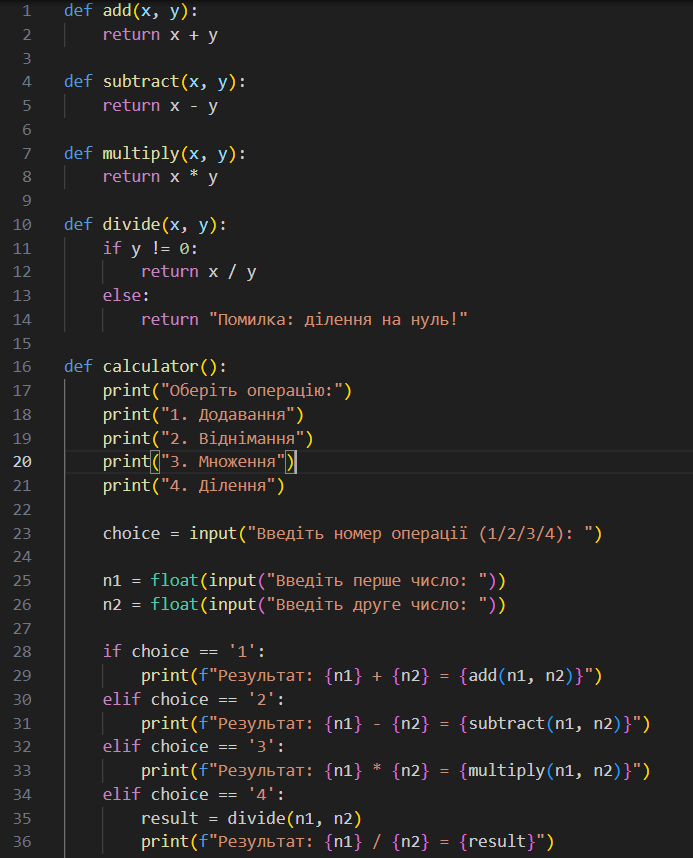 1 def add(x, y):
2     return x + y
3
4 def subtract(x, y):
5     return x - y
6
7 def multiply(x, y):
8     return x * y
9
10 def divide(x, y):
11     if y != 0:
12         return x / y
13     else:
14         return "Помилка: ділення на нуль!"
15
16 def calculator():
17     print("Оберіть операцію:")
18     print("1. Додавання")
19     print("2. Віднімання")
20     print("3. Множення")
21     print("4. Ділення")
22
23     choice = input("Введіть номер операції (1/2/3/4): ")
24
25     n1 = float(input("Введіть перше число: "))
26     n2 = float(input("Введіть друге число: "))
27
28     if choice == '1':
29         print(f"Результат: {n1} + {n2} = {add(n1, n2)}")
30     elif choice == '2':
31         print(f"Результат: {n1} - {n2} = {subtract(n1, n2)}")
32     elif choice == '3':
33         print(f"Результат: {n1} * {n2} = {multiply(n1, n2)}")
34     elif choice == '4':
35         result = divide(n1, n2)
36         print(f"Результат: {n1} / {n2} = {result}")